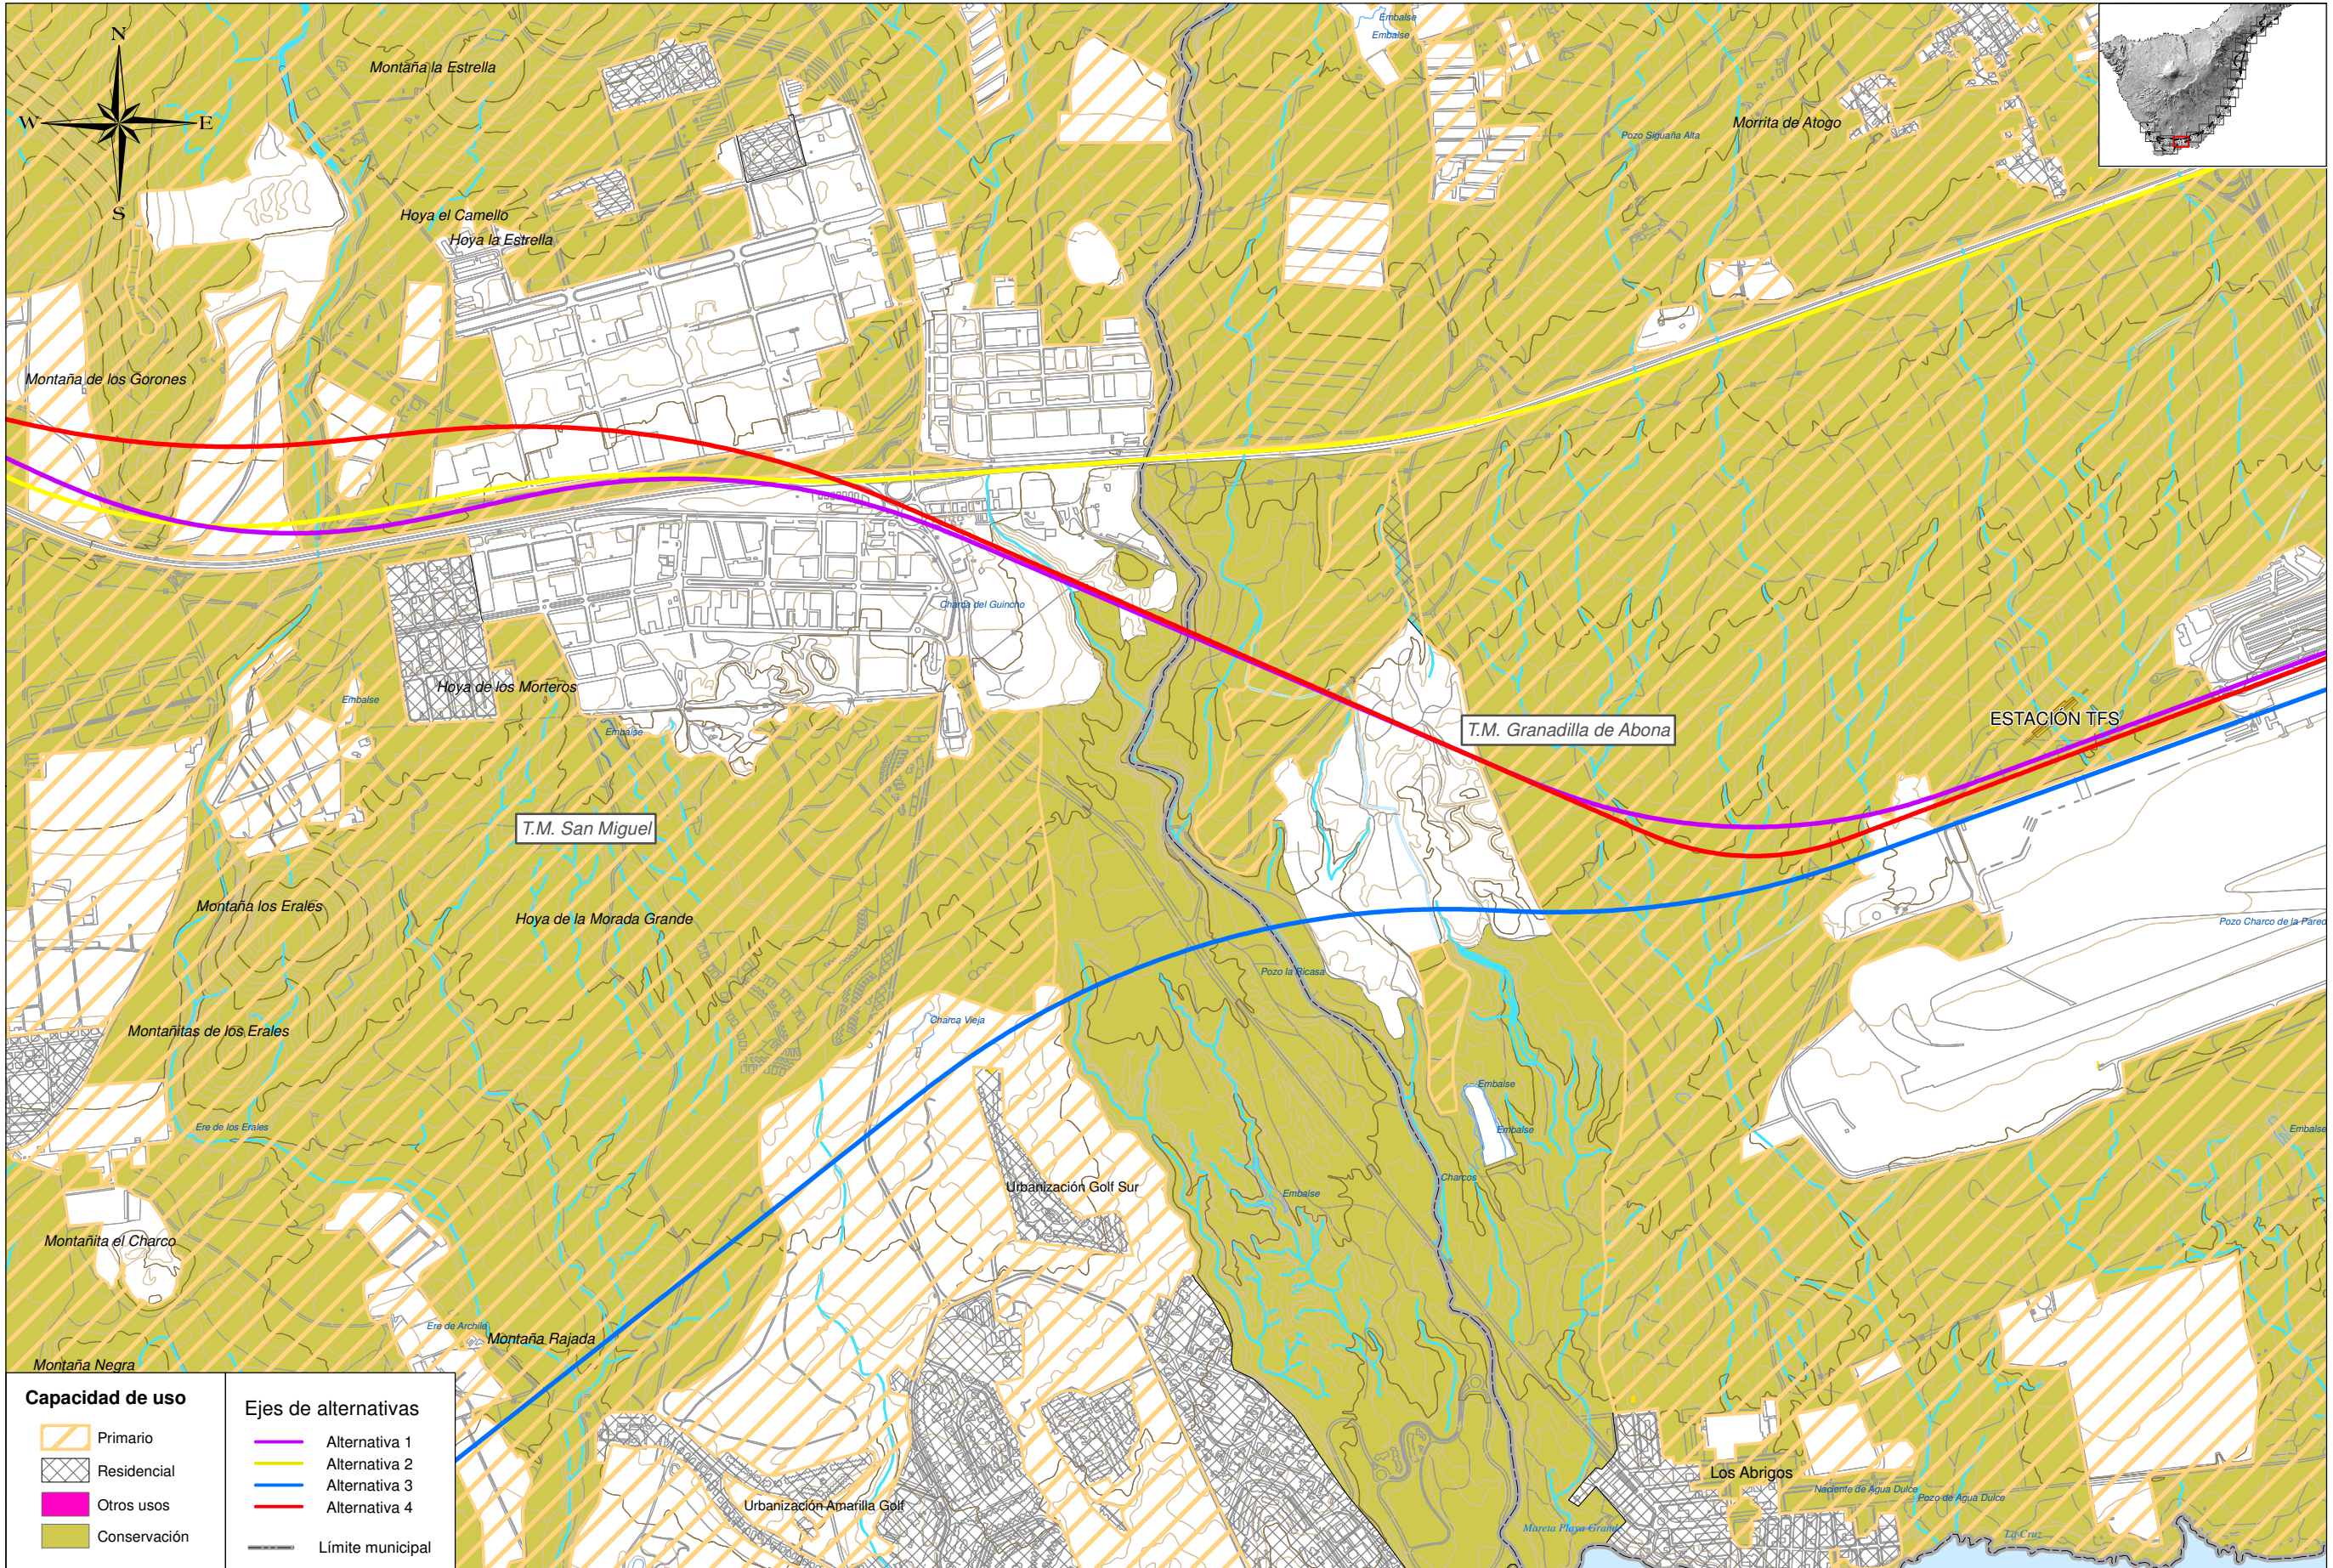 Embalse
Embalse
N
Montaña la Estrella
W
E
S
Morrita de Atogo
Pozo Siguaña Alta
Hoya el Camello
Hoya la Estrella
Montaña de los Gorones
Charca del Guincho
Hoya de los Morteros
Embalse
Embalse
T.M. Granadilla de Abona
ESTACIÓN TFS
T.M. San Miguel
Montaña los Erales
Hoya de la Morada Grande
Pozo Charco de la Pared
Pozo la Ricasa
Charca Vieja
Montañitas de los Erales
Embalse
Ere de los Erales
Embalse
Embalse
Charcos
Urbanización Golf Sur
Embalse
Montañita el Charco
Ere de Archile
Montaña Rajada
Montaña Negra
Capacidad de uso
Primario
Residencial
Otros usos
Conservación
Ejes de alternativas
Alternativa 1
Alternativa 2
Alternativa 3
Alternativa 4
Límite municipal
Urbanización Amarilla Golf
Los Abrigos
Naciente de Agua Dulce
Pozo de Agua Dulce
Mareta Playa Grande
La Cruz